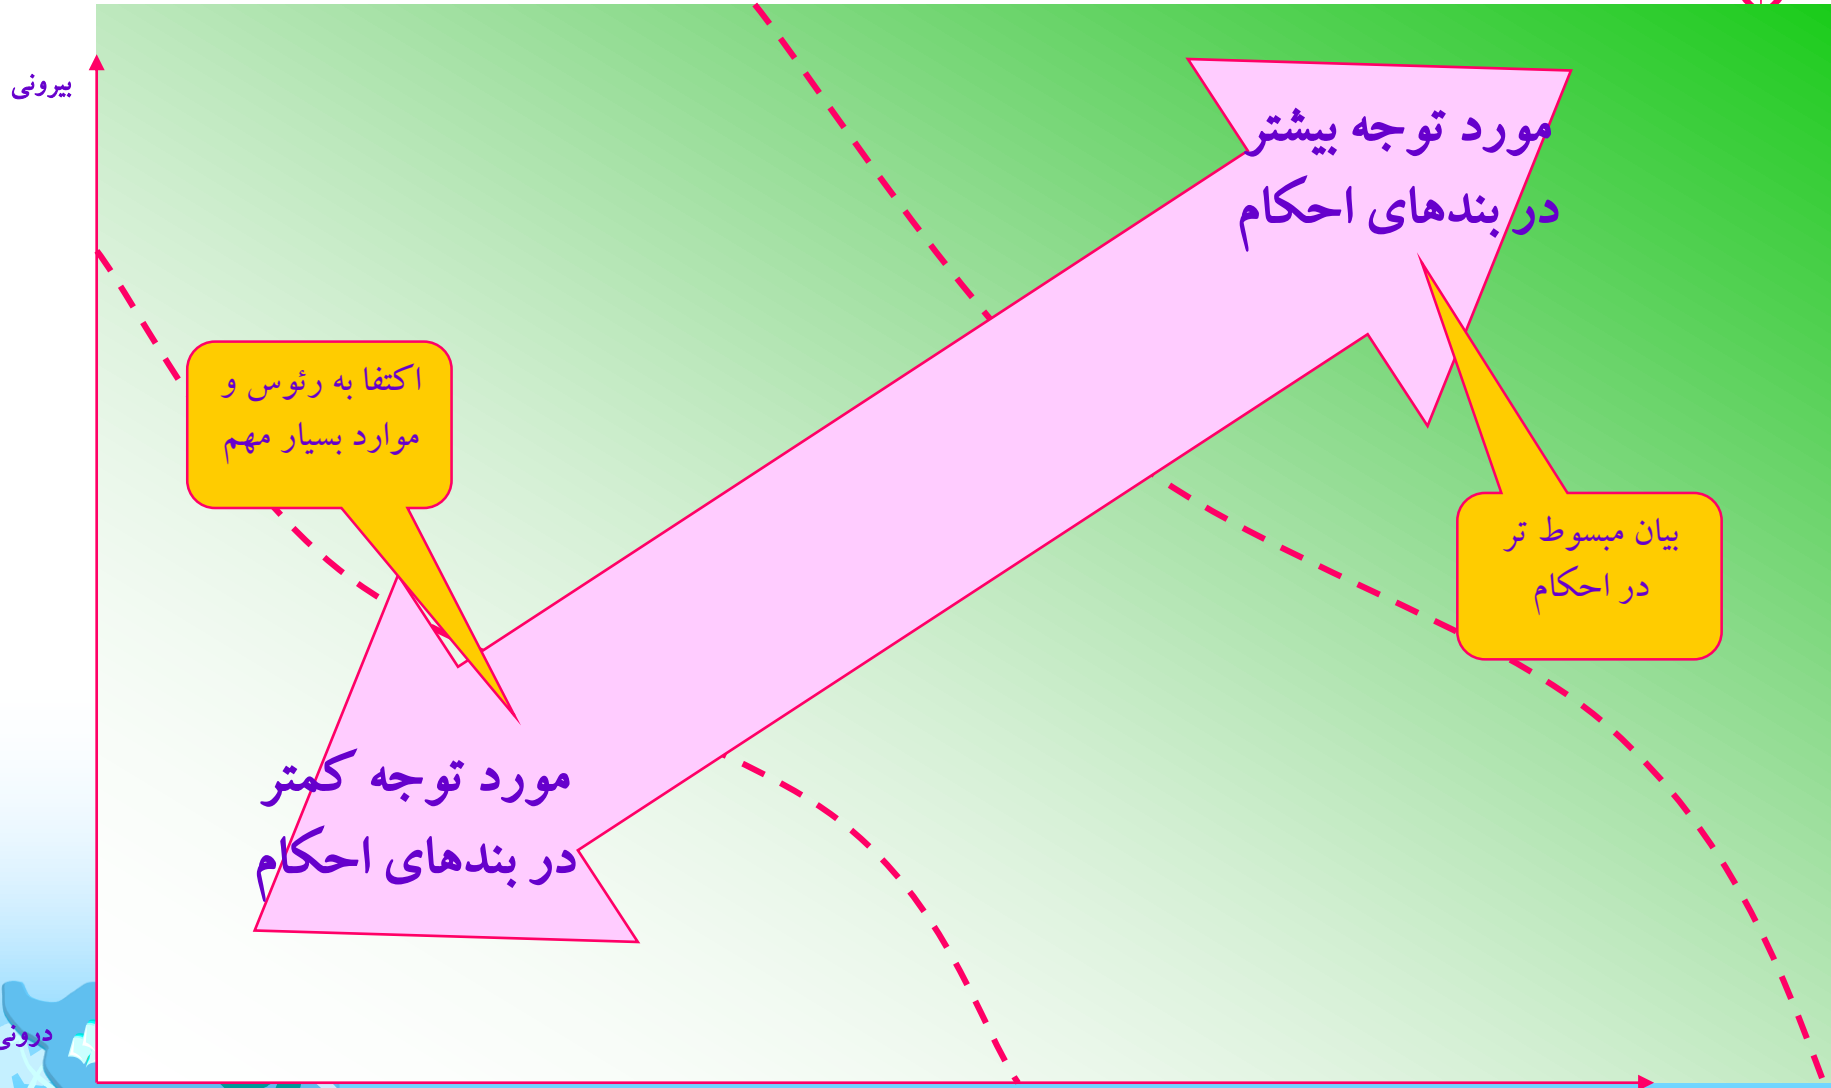 بیرونی
مورد توجه بیشتر
در بندهای احکام
اکتفا به رئوس و
موارد بسیار مهم
بیان مبسوط تر
در احکام
مورد توجه کمتر
در بندهای احکام
درونی